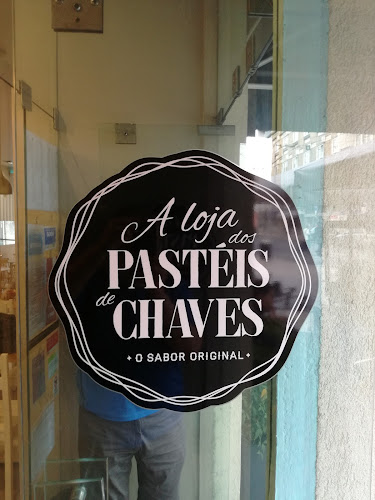 A loja
dos
PASTÉIS
de
CHAVES
+ O SABOR ORIGINAL +